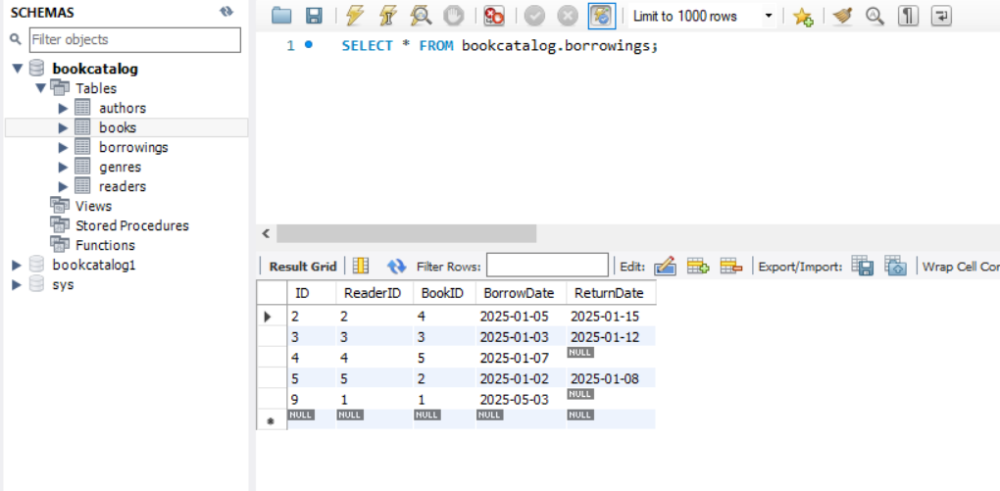 SCHEMAS
Filter objects
bookcatalog
Tables
authors
books
borrowings
genres
readers
Views
Stored Procedures
Functions
bookcatalog1
sys
Limit to 1000 rows
1 SELECT * FROM bookcatalog.borrowings;
Result Grid Filter Rows: Edit: Export/Import: Wrap Cell Con
ID ReaderID BookID BorrowDate ReturnDate
2 2 4 2025-01-05 2025-01-15
3 3 3 2025-01-03 2025-01-12
4 4 5 2025-01-07 NULL
5 5 2 2025-01-02 2025-01-08
9 1 1 2025-05-03 NULL
NULL NULL NULL NULL NULL